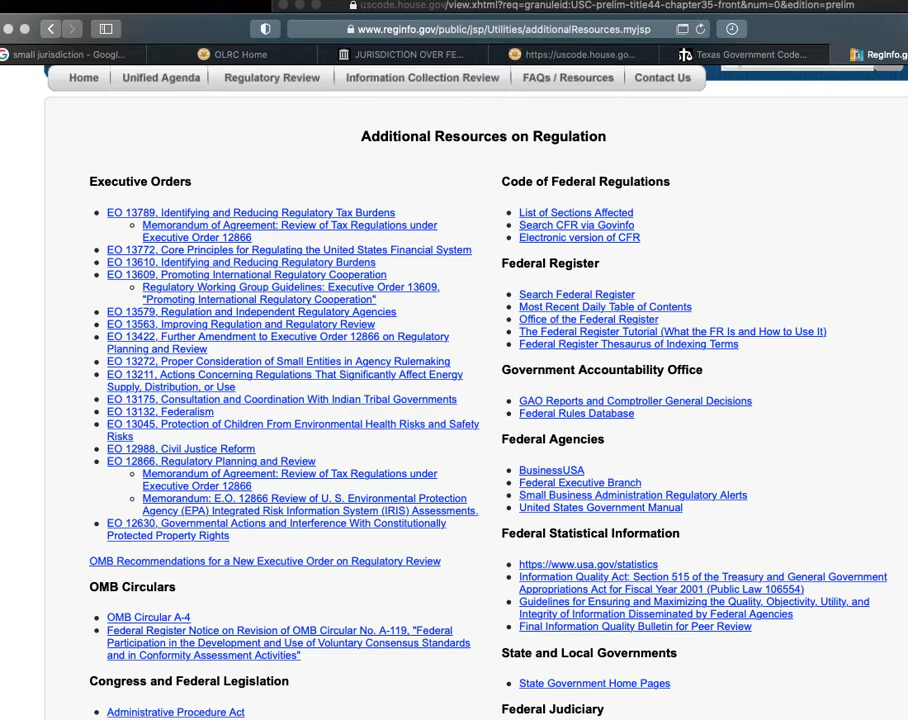 uscode.house.gov/view.xhtml?req=granuleid:USC-prelim-title44-chapter35-front&num=0&edition=prelim
www.reginfo.gov/public/jsp/Utilities/additionalResources.myjsp
small jurisdiction - Googl...
OLRC Home
JURISDICTION OVER FE...
https://uscode.house.go...
Texas Government Code...
RegInfo.g
Home
Unified Agenda
Regulatory Review
Information Collection Review
FAQs / Resources
Contact Us
Additional Resources on Regulation
Executive Orders
EO 13789, Identifying and Reducing Regulatory Tax Burdens
Memorandum of Agreement: Review of Tax Regulations under
Executive Order 12866
EO 13772, Core Principles for Regulating the United States Financial System
EO 13610, Identifying and Reducing Regulatory Burdens
EO 13609, Promoting International Regulatory Cooperation
Regulatory Working Group Guidelines: Executive Order 13609,
"Promoting International Regulatory Cooperation"
EO 13579, Regulation and Independent Regulatory Agencies
EO 13563, Improving Regulation and Regulatory Review
EO 13422, Further Amendment to Executive Order 12866 on Regulatory
Planning and Review
EO 13272, Proper Consideration of Small Entities in Agency Rulemaking
EO 13211, Actions Concerning Regulations That Significantly Affect Energy
Supply, Distribution, or Use
EO 13175, Consultation and Coordination With Indian Tribal Governments
EO 13132, Federalism
EO 13045, Protection of Children From Environmental Health Risks and Safety
Risks
EO 12988, Civil Justice Reform
EO 12866, Regulatory Planning and Review
Memorandum of Agreement: Review of Tax Regulations under
Executive Order 12866
Memorandum: E.O. 12866 Review of U. S. Environmental Protection
Agency (EPA) Integrated Risk Information System (IRIS) Assessments.
EO 12630, Governmental Actions and Interference With Constitutionally
Protected Property Rights
OMB Recommendations for a New Executive Order on Regulatory Review
OMB Circulars
OMB Circular A-4
Federal Register Notice on Revision of OMB Circular No. A-119, "Federal
Participation in the Development and Use of Voluntary Consensus Standards
and in Conformity Assessment Activities"
Congress and Federal Legislation
Administrative Procedure Act
Code of Federal Regulations
List of Sections Affected
Search CFR via Govinfo
Electronic version of CFR
Federal Register
Search Federal Register
Most Recent Daily Table of Contents
Office of the Federal Register
The Federal Register Tutorial (What the FR Is and How to Use It)
Federal Register Thesaurus of Indexing Terms
Government Accountability Office
GAO Reports and Comptroller General Decisions
Federal Rules Database
Federal Agencies
BusinessUSA
Federal Executive Branch
Small Business Administration Regulatory Alerts
United States Government Manual
Federal Statistical Information
https://www.usa.gov/statistics
Information Quality Act: Section 515 of the Treasury and General Government
Appropriations Act for Fiscal Year 2001 (Public Law 106554)
Guidelines for Ensuring and Maximizing the Quality, Objectivity, Utility, and
Integrity of Information Disseminated by Federal Agencies
Final Information Quality Bulletin for Peer Review
State and Local Governments
State Government Home Pages
Federal Judiciary